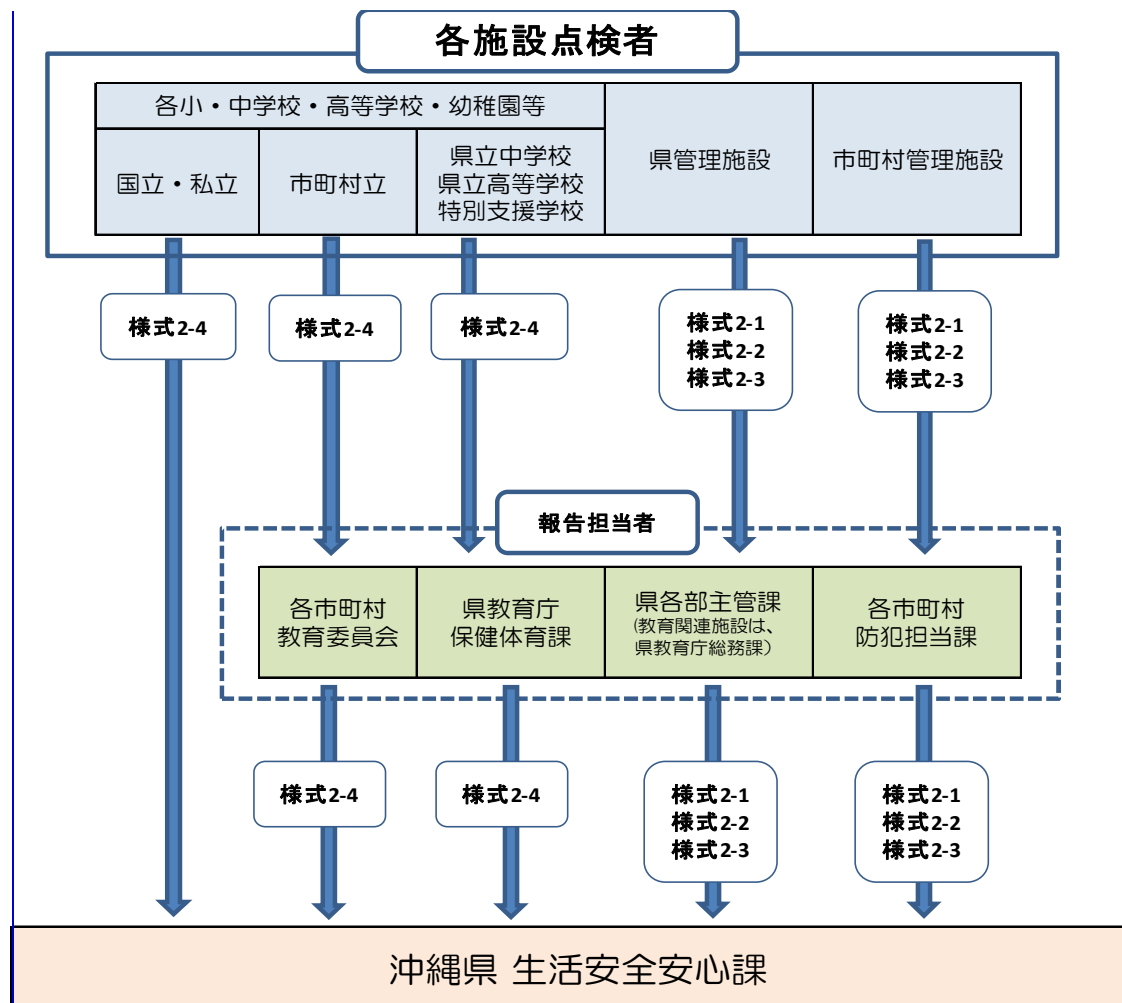 各施設点検者
各小・中学校・高等学校・幼稚園等
国立・私立
市町村立
県立中学校
県立高等学校
特別支援学校
県管理施設
市町村管理施設
様式2-4
様式2-4
様式2-4
様式2-1
様式2-2
様式2-3
様式2-1
様式2-2
様式2-3
報告担当者
各市町村
教育委員会
県教育庁
保健体育課
県各部主管課
(教育関連施設は、
県教育庁総務課)
各市町村
防犯担当課
様式2-4
様式2-4
様式2-1
様式2-2
様式2-3
様式2-1
様式2-2
様式2-3
沖縄県 生活安全安心課